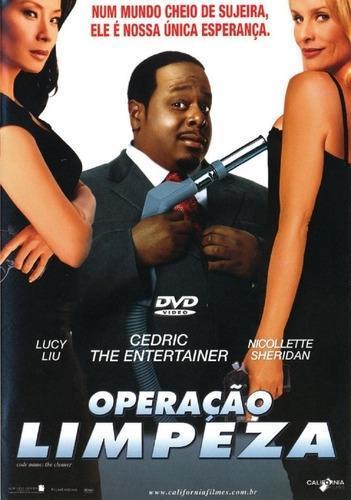 NUM MUNDO CHEIO DE SUJEIRA,
ELE É NOSSA ÚNICA ESPERANÇA.
DVD
VIDEO
LUCY
LIU
CEDRIC
THE ENTERTAINER
NICOLLETTE
SHERIDAN
OPERAÇÃO
LIMPEZA
code name: the cleaner
www.californiafilmes.com.br
CALIFORNIA